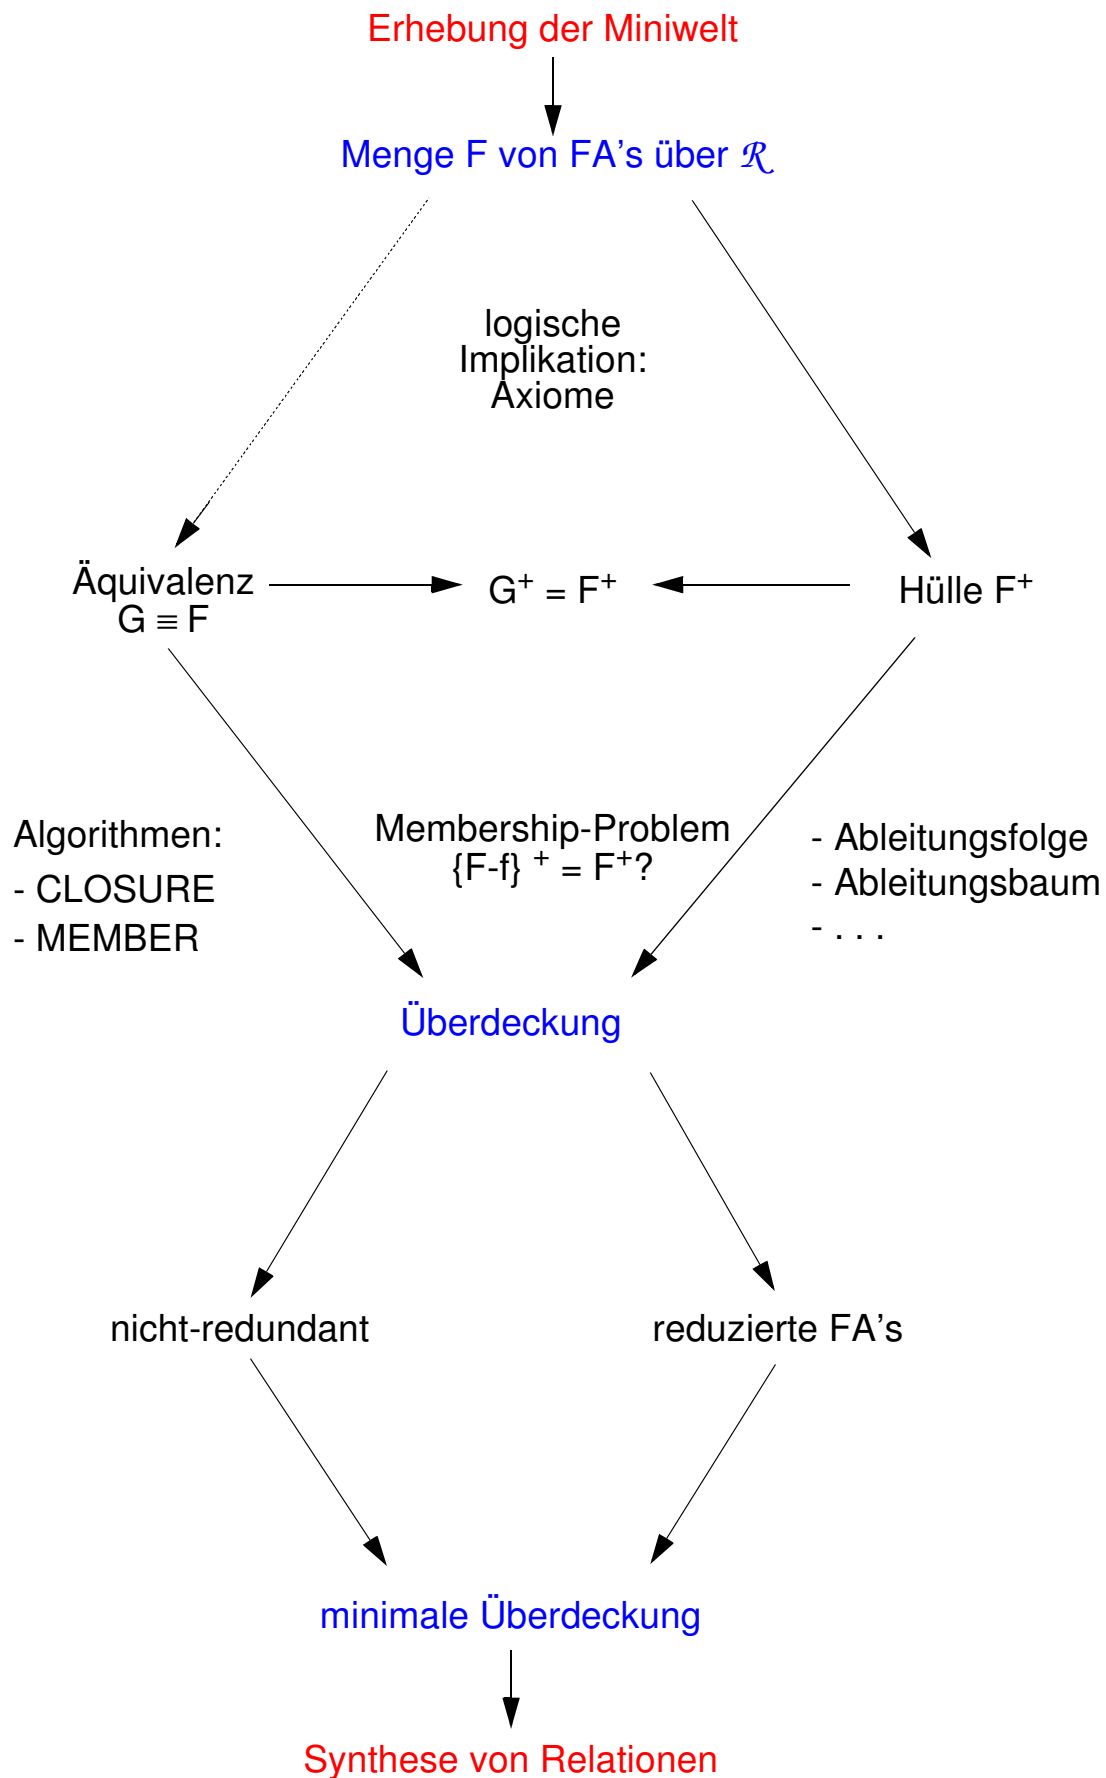 Erhebung der Miniwelt
Menge F von FA's über ℛ
logische
Implikation:
Axiome
Äquivalenz
G ≡ F
G⁺ = F⁺
Hülle F⁺
Algorithmen:
- CLOSURE
- MEMBER
Membership-Problem
{F-f} ⁺ = F⁺?
- Ableitungsfolge
- Ableitungsbaum
- . . .
Überdeckung
nicht-redundant
reduzierte FA's
minimale Überdeckung
Synthese von Relationen